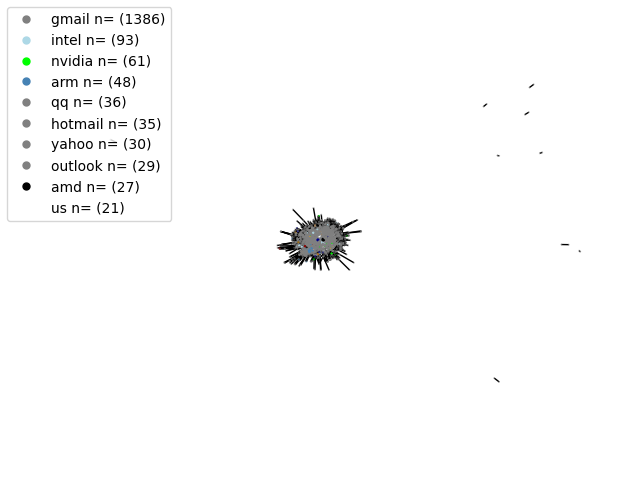 gmail n= (1386)
intel n= (93)
nvidia n= (61)
arm n= (48)
qq n= (36)
hotmail n= (35)
yahoo n= (30)
outlook n= (29)
amd n= (27)
us n= (21)